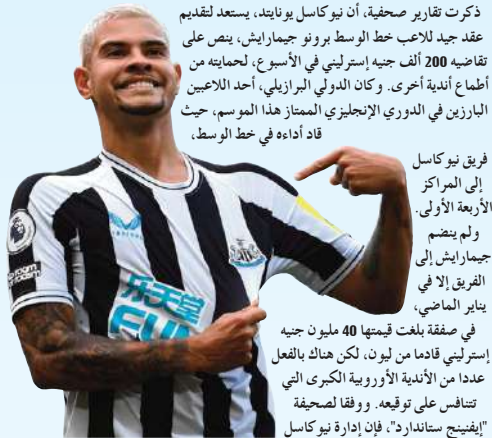 ذكرت تقارير صحفية، أن نيوكاسل يونايتد، يستعد لتقديم
عقد جيد للاعب خط الوسط برونو جيمارايش، ينص على
تقاضيه 200 ألف جنيه إسترليني في الأسبوع، لحمايته من
أطماع أندية أخرى. وكان الدولي البرازيلي، أحد اللاعبين
البارزين في الدوري الإنجليزي الممتاز هذا الموسم، حيث
قاد أداءه في خط الوسط،
فريق نيوكاسل
إلى المراكز
الأربعة الأولى.
ولم ينضم
جيمارايش إلى
الفريق إلا في
يناير الماضي،
في صفقة بلغت قيمتها 40 مليون جنيه
إسترليني قادما من ليون، لكن هناك بالفعل
عددا من الأندية الأوروبية الكبرى التي
تتنافس على توقيعه. ووفقا لصحيفة
"إيفنينج ستاندارد"، فإن إدارة نيوكاسل
乐天堂
FUN